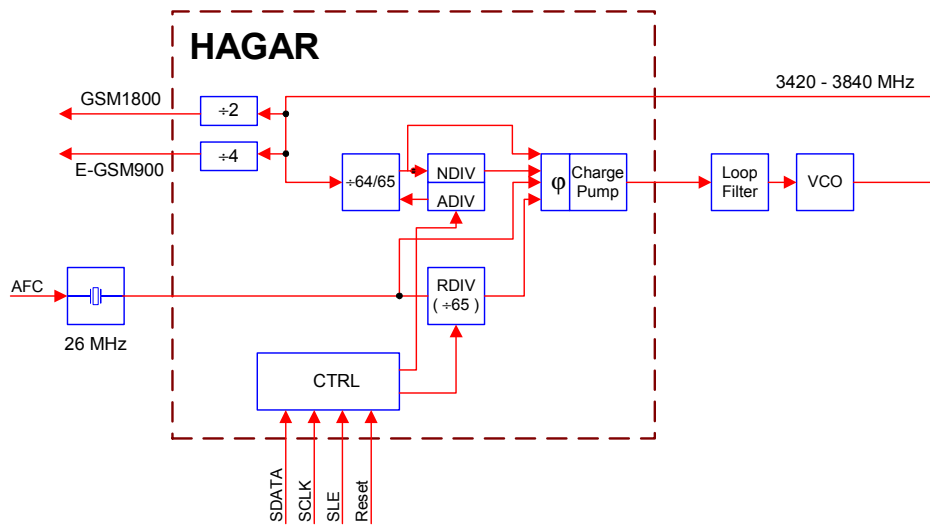 HAGAR
3420 - 3840 MHz
GSM1800
÷2
E-GSM900
÷4
÷64/65
NDIV
ADIV
φ
Charge
Pump
Loop
Filter
VCO
AFC
26 MHz
RDIV
( ÷65 )
CTRL
SDATA
SCLK
SLE
Reset